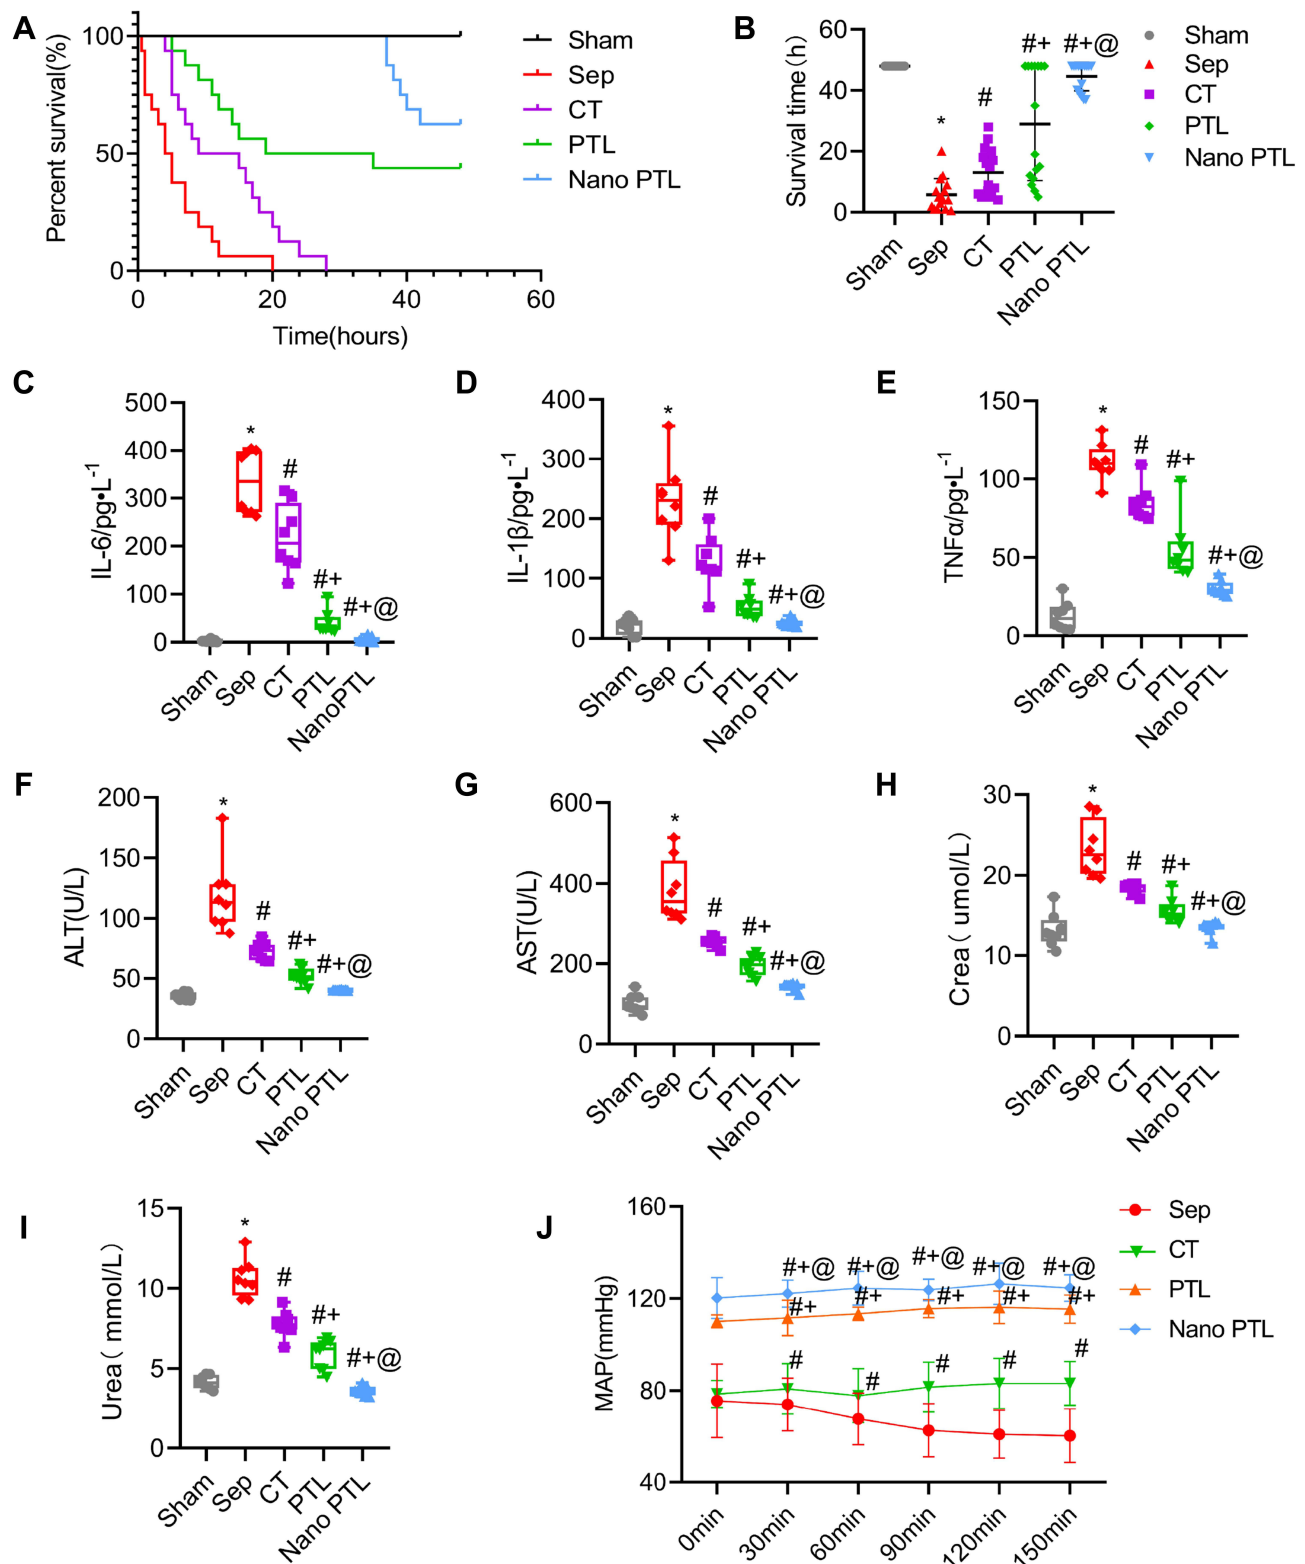 A
Percent survival(%)
100
50
0
0 20 40 60
Time(hours)
Sham
Sep
CT
PTL
Nano PTL
B
Survival time(h)
60
40
20
0
*
#
#+
#+@
Sham
Sep
CT
PTL
Nano PTL
Sham
Sep
CT
PTL
Nano PTL
C
IL-6/pg•L-1
500
400
300
200
100
0
*
#
#+
#+@
Sham
Sep
CT
PTL
NanoPTL
D
IL-1β/pg•L-1
400
300
200
100
0
*
#
#+
#+@
Sham
Sep
CT
PTL
Nano PTL
E
TNFα/pg•L-1
150
100
50
0
*
#
#+
#+@
Sham
Sep
CT
PTL
Nano PTL
F
ALT(U/L)
200
150
100
50
0
*
#
#+
#+@
Sham
Sep
CT
PTL
Nano PTL
G
AST(U/L)
600
400
200
0
*
#
#+
#+@
Sham
Sep
CT
PTL
Nano PTL
H
Crea( umol/L)
30
20
10
0
*
#
#+
#+@
Sham
Sep
CT
PTL
Nano PTL
I
Urea( mmol/L)
15
10
5
0
*
#
#+
#+@
Sham
Sep
CT
PTL
Nano PTL
J
MAP(mmHg)
160
120
80
40
#+@ #+@ #+@ #+@ #+@
#+ #+ #+ #+ #+
# # # # #
0min
30min
60min
90min
120min
150min
Sep
CT
PTL
Nano PTL